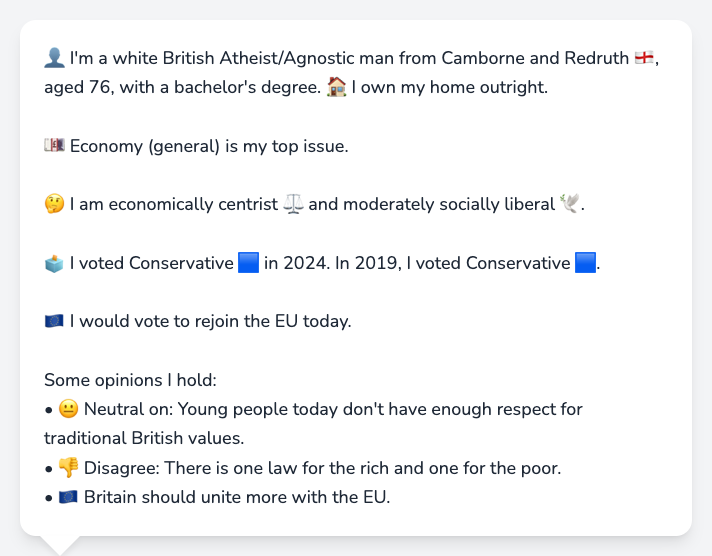 👤 I'm a white British Atheist/Agnostic man from Camborne and Redruth 🏴󠁧󠁢󠁥󠁮󠁧󠁿,
aged 76, with a bachelor's degree. 🏠 I own my home outright.
💷 Economy (general) is my top issue.
🤔 I am economically centrist ⚖️ and moderately socially liberal 🕊️.
🗳️ I voted Conservative 🟦 in 2024. In 2019, I voted Conservative 🟦.
🇪🇺 I would vote to rejoin the EU today.
Some opinions I hold:
• 😐 Neutral on: Young people today don't have enough respect for
traditional British values.
• 👎 Disagree: There is one law for the rich and one for the poor.
• 🇪🇺 Britain should unite more with the EU.